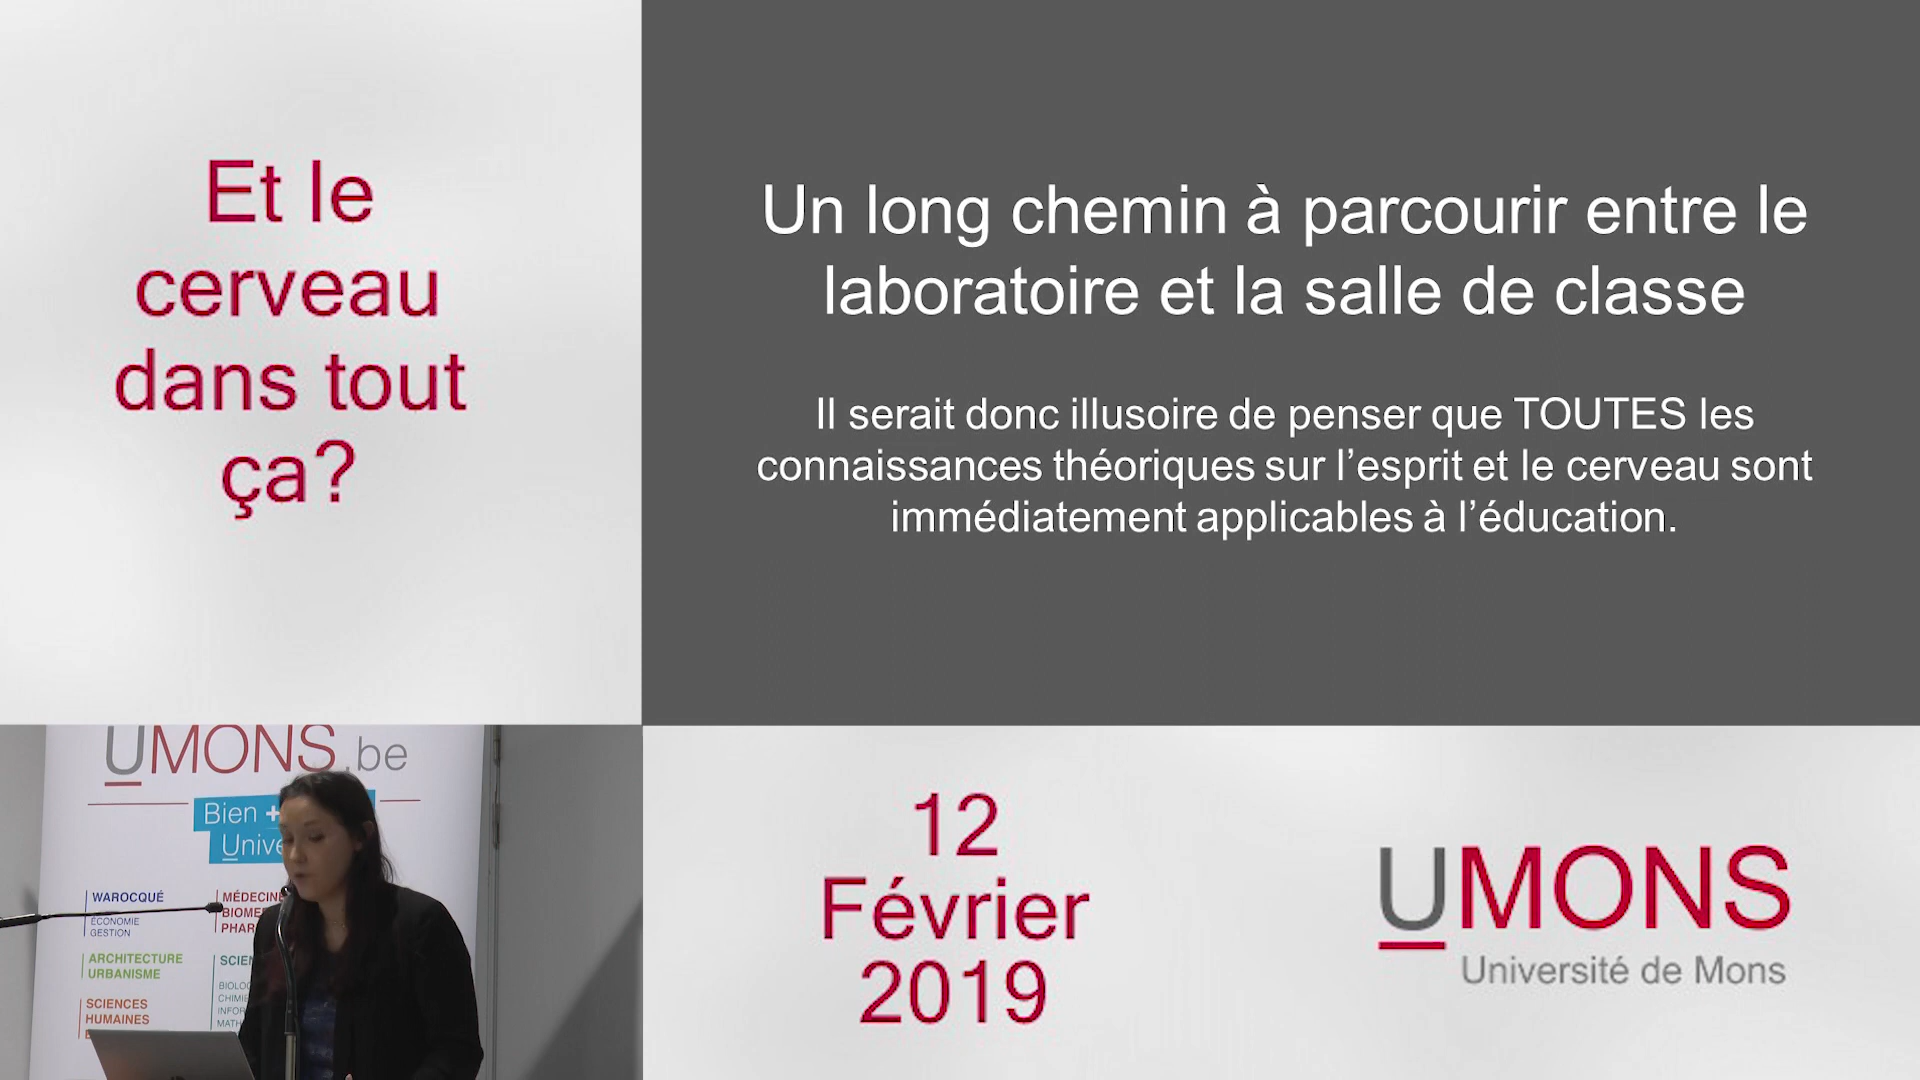 Et le
cerveau
dans tout
ça?
Un long chemin à parcourir entre le
laboratoire et la salle de classe
Il serait donc illusoire de penser que TOUTES les
connaissances théoriques sur l’esprit et le cerveau sont
immédiatement applicables à l’éducation.
UMONS.be
Bien +
WAROCQUÉ
ÉCONOMIE
GESTION
ARCHITECTURE
URBANISME
SCIENCES
HUMAINES
MÉDECINE
12
Février
2019
UMONS
Université de Mons